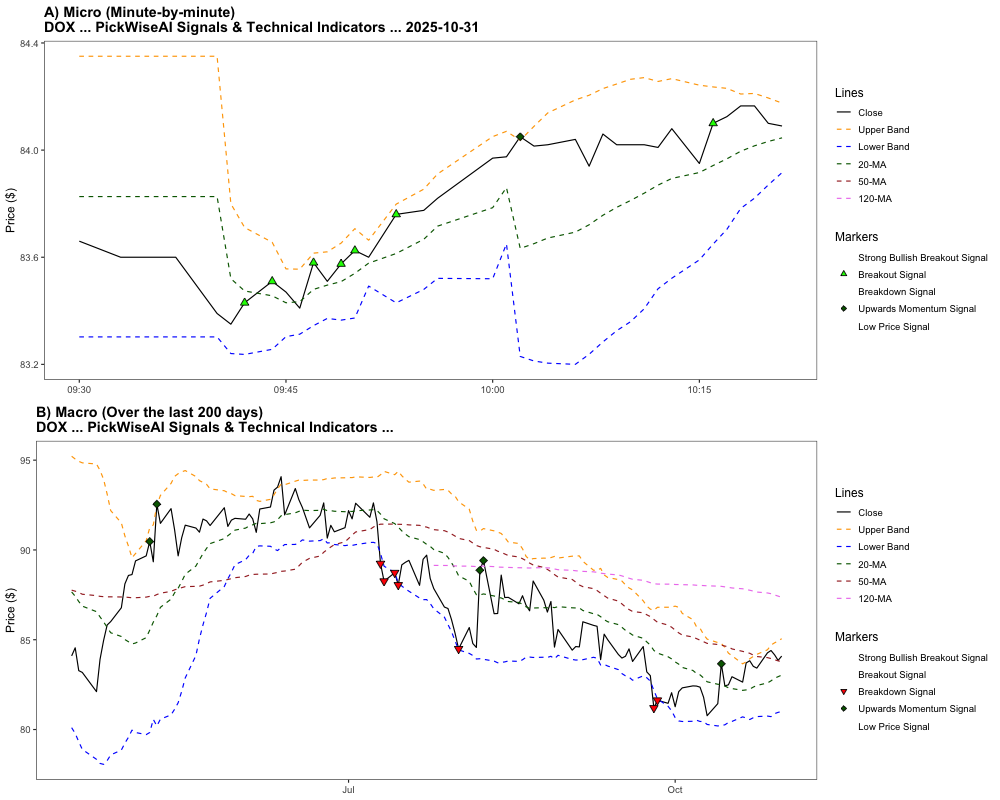 A) Micro (Minute-by-minute)
DOX ... PickWiseAI Signals & Technical Indicators ... 2025-10-31
Price ($)
84.4
84.0
83.6
83.2
09:30
09:45
10:00
10:15
Lines
Close
Upper Band
Lower Band
20-MA
50-MA
120-MA
Markers
Strong Bullish Breakout Signal
Breakout Signal
Breakdown Signal
Upwards Momentum Signal
Low Price Signal
B) Macro (Over the last 200 days)
DOX ... PickWiseAI Signals & Technical Indicators ...
Price ($)
95
90
85
80
Jul
Oct
Lines
Close
Upper Band
Lower Band
20-MA
50-MA
120-MA
Markers
Strong Bullish Breakout Signal
Breakout Signal
Breakdown Signal
Upwards Momentum Signal
Low Price Signal